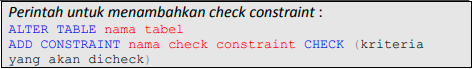 Perintah untuk menambahkan check constraint :
ALTER TABLE nama tabel
ADD CONSTRAINT nama check constraint CHECK (kriteria
yang akan dicheck)